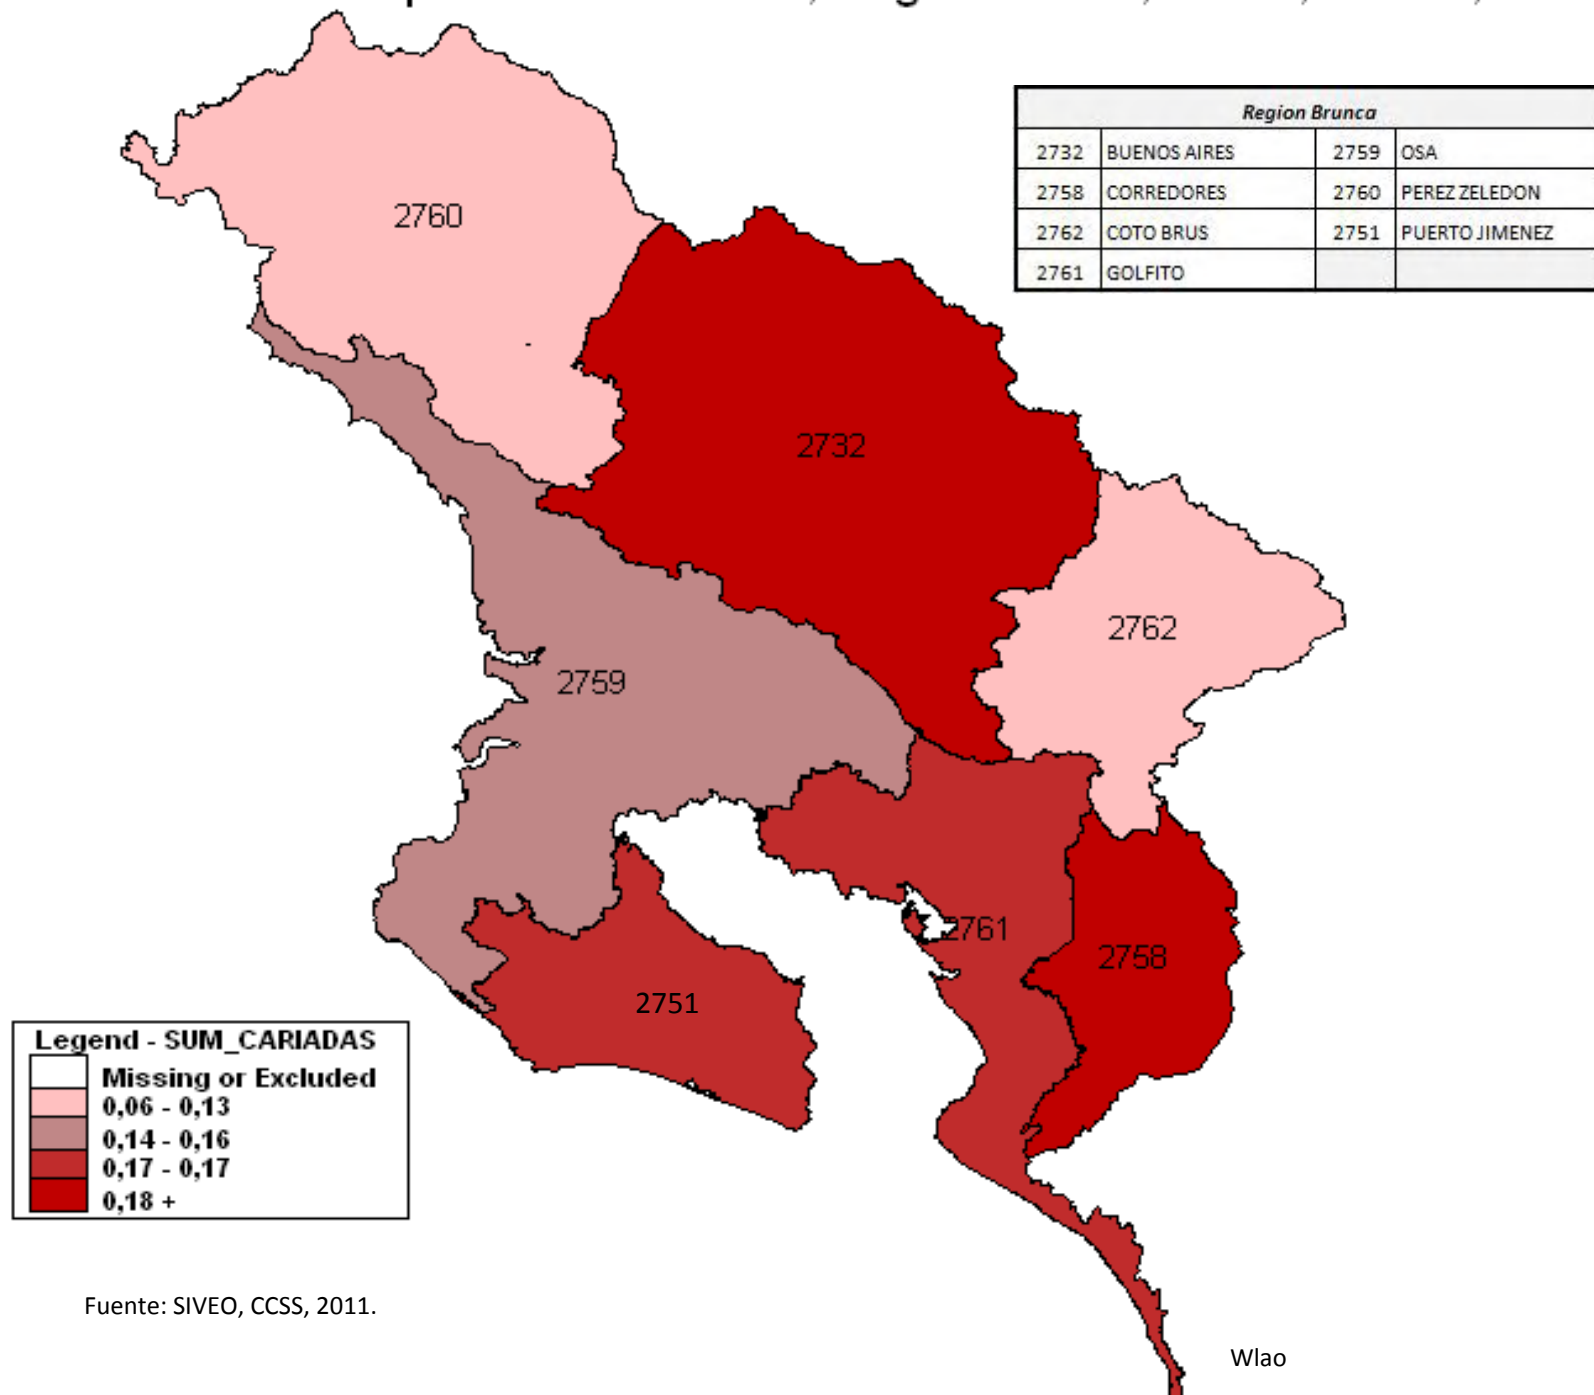 Region Brunca
2732 BUENOS AIRES 2759 OSA
2758 CORREDORES 2760 PEREZ ZELEDON
2762 COTO BRUS 2751 PUERTO JIMENEZ
2761 GOLFITO
2760
2732
2762
2759
2761
2758
2751
Legend - SUM_CARIADAS
Missing or Excluded
0,06 - 0,13
0,14 - 0,16
0,17 - 0,17
0,18 +
Fuente: SIVEO, CCSS, 2011.
Wlao